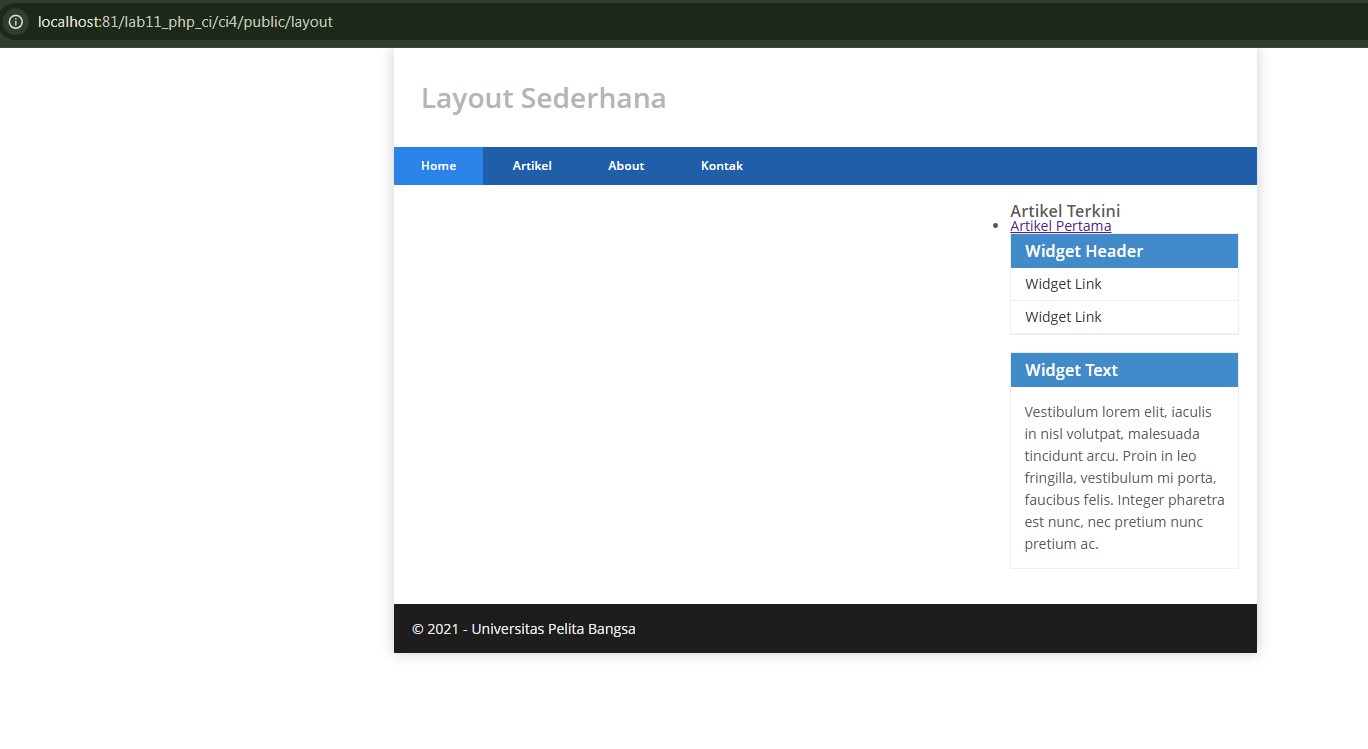 localhost:81/lab11_php_ci/ci4/public/layout
Layout Sederhana
Home Artikel About Kontak
Artikel Terkini
Artikel Pertama
Widget Header
Widget Link
Widget Link
Widget Text
Vestibulum lorem elit, iaculis
in nisl volutpat, malesuada
tincidunt arcu. Proin in leo
fringilla, vestibulum mi porta,
faucibus felis. Integer pharetra
est nunc, nec pretium nunc
pretium ac.
© 2021 - Universitas Pelita Bangsa